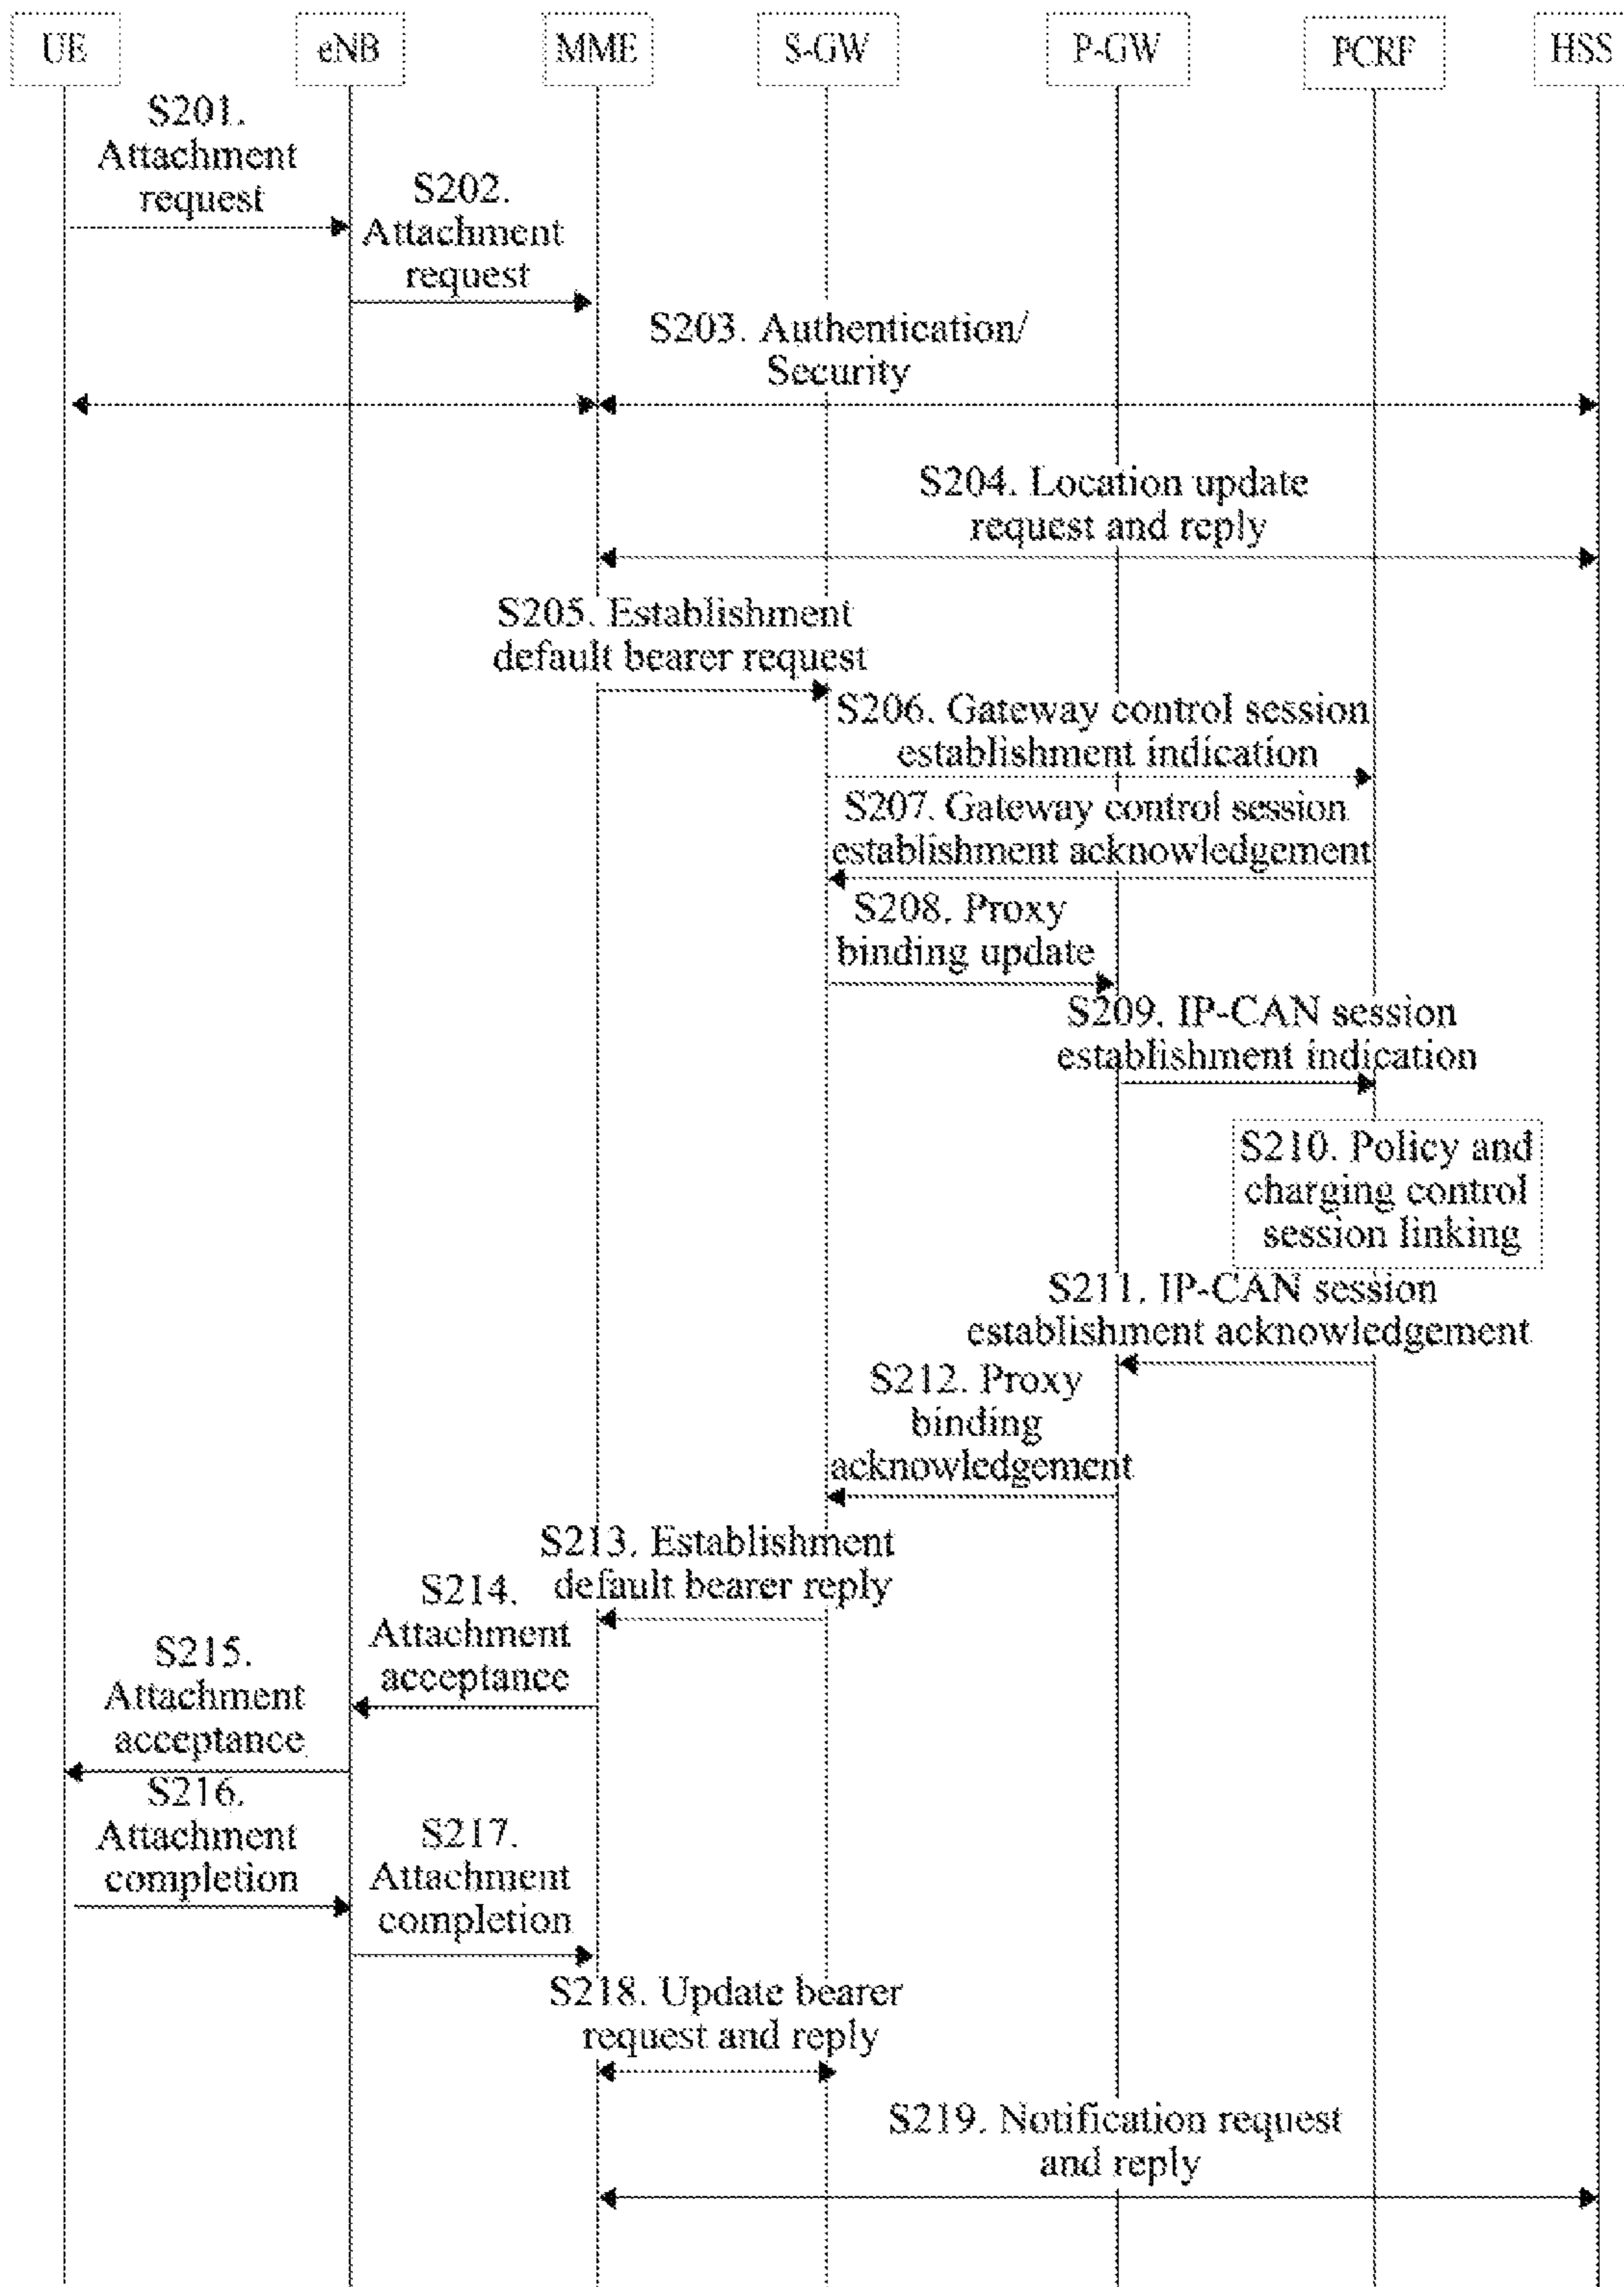 UE
eNB
MME
S-GW
P-GW
PCRF
HSS
S201.
Attachment
request
S202.
Attachment
request
S203. Authentication/
Security
S204. Location update
request and reply
S205. Establishment
default bearer request
S206. Gateway control session
establishment indication
S207. Gateway control session
establishment acknowledgement
S208. Proxy
binding update
S209. IP-CAN session
establishment indication
S210. Policy and
charging control
session linking
S211. IP-CAN session
establishment acknowledgement
S212. Proxy
binding
acknowledgement
S213. Establishment
default bearer reply
S214.
Attachment
acceptance
S215.
Attachment
acceptance
S216.
Attachment
completion
S217.
Attachment
completion
S218. Update bearer
request and reply
S219. Notification request
and reply